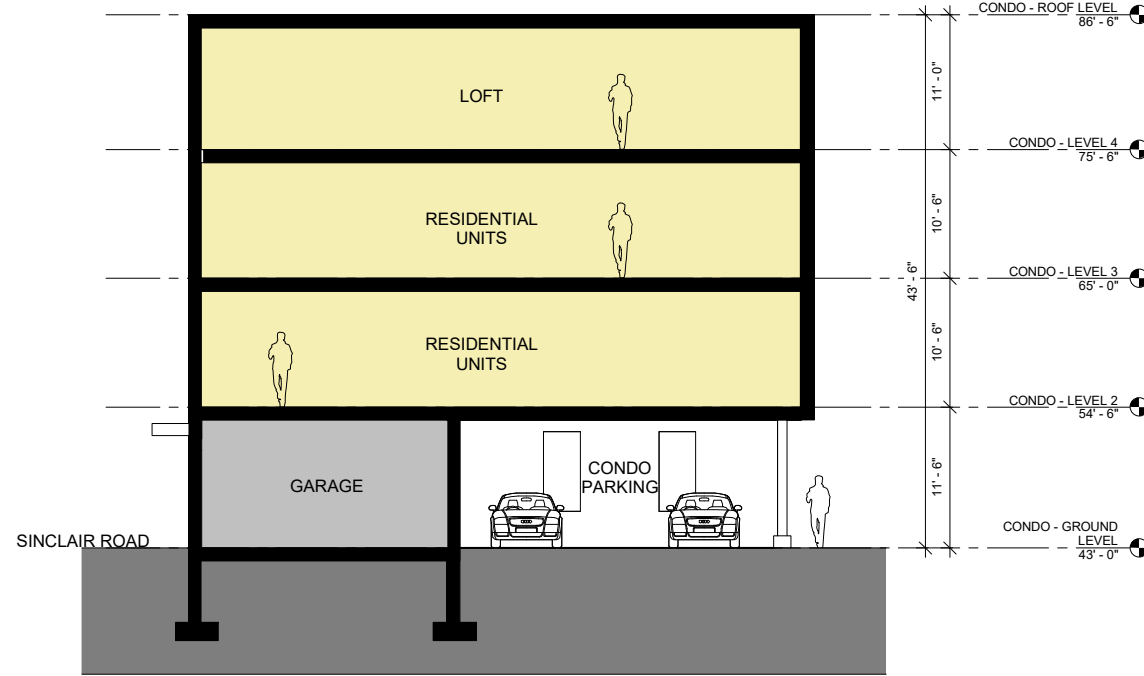 CONDO - ROOF LEVEL
86' - 6"
11' - 0"
LOFT
CONDO - LEVEL 4
75' - 6"
10' - 6"
RESIDENTIAL
UNITS
43' - 6"
CONDO - LEVEL 3
65' - 0"
10' - 6"
RESIDENTIAL
UNITS
CONDO - LEVEL 2
54' - 6"
11' - 6"
GARAGE
CONDO
PARKING
SINCLAIR ROAD
CONDO - GROUND
LEVEL
43' - 0"